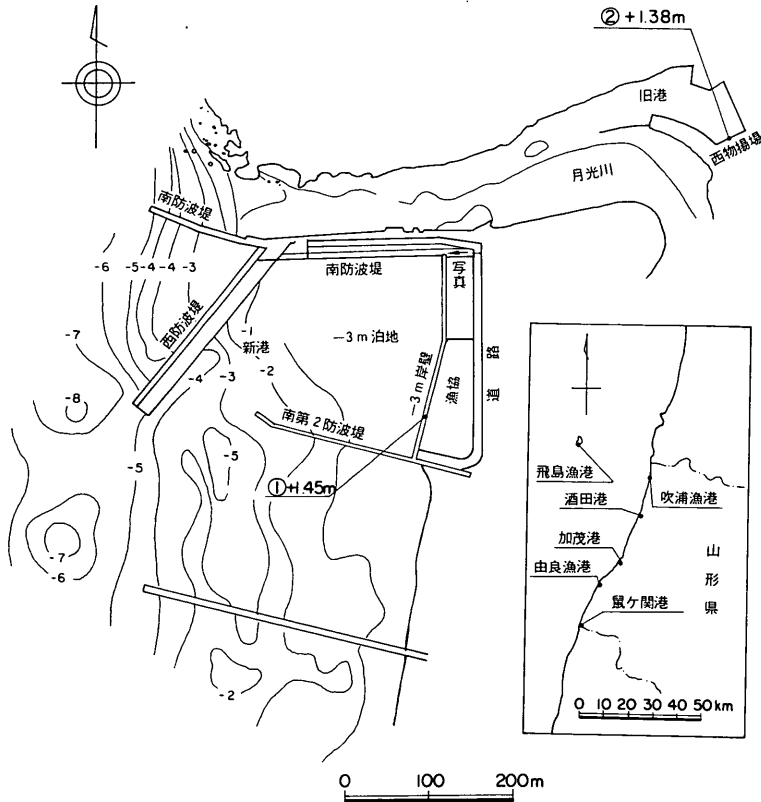 ② +1.38m
旧港
西物揚場
月光川
南防波堤
南防波堤
写真
-6
-5
-4
-4
-3
西防波堤
-1
新港
-3m泊地
-3m岸壁
漁協
道路
-7
-2
-3
-4
-8
南第2防波堤
-5
-5
①+1.45m
-7
-6
-2
飛島漁港
酒田港
吹浦漁港
加茂港
由良漁港
山形県
鼠ケ関港
0 10 20 30 40 50km
0 100 200m